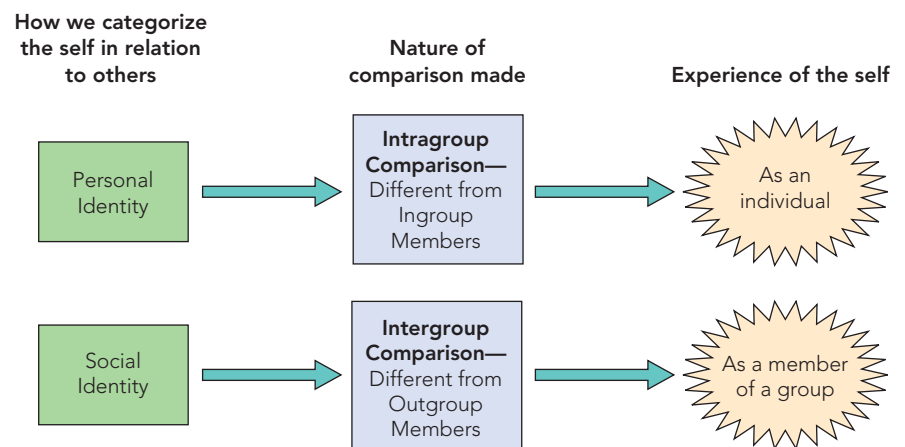 How we categorize
the self in relation
to others
Nature of
comparison made
Experience of the self
Personal
Identity
Intragroup
Comparison—
Different from
Ingroup
Members
As an
individual
Social
Identity
Intergroup
Comparison—
Different from
Outgroup
Members
As a member
of a group